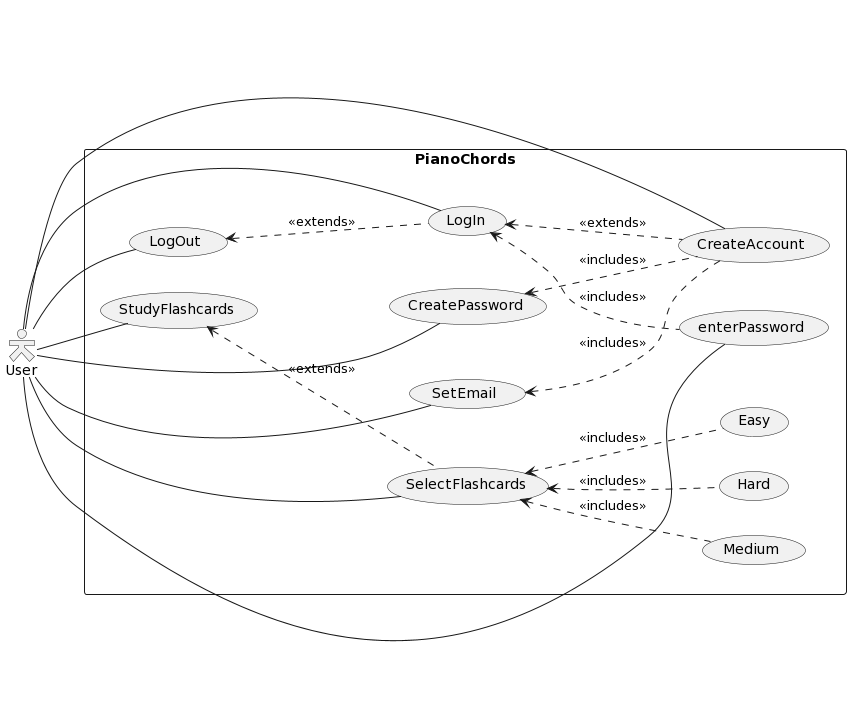 PianoChords
LogIn
«extends»
LogOut
«extends»
CreateAccount
«includes»
«includes»
StudyFlashcards
CreatePassword
enterPassword
«includes»
User
«extends»
SetEmail
Easy
«includes»
SelectFlashcards
«includes»
Hard
«includes»
Medium